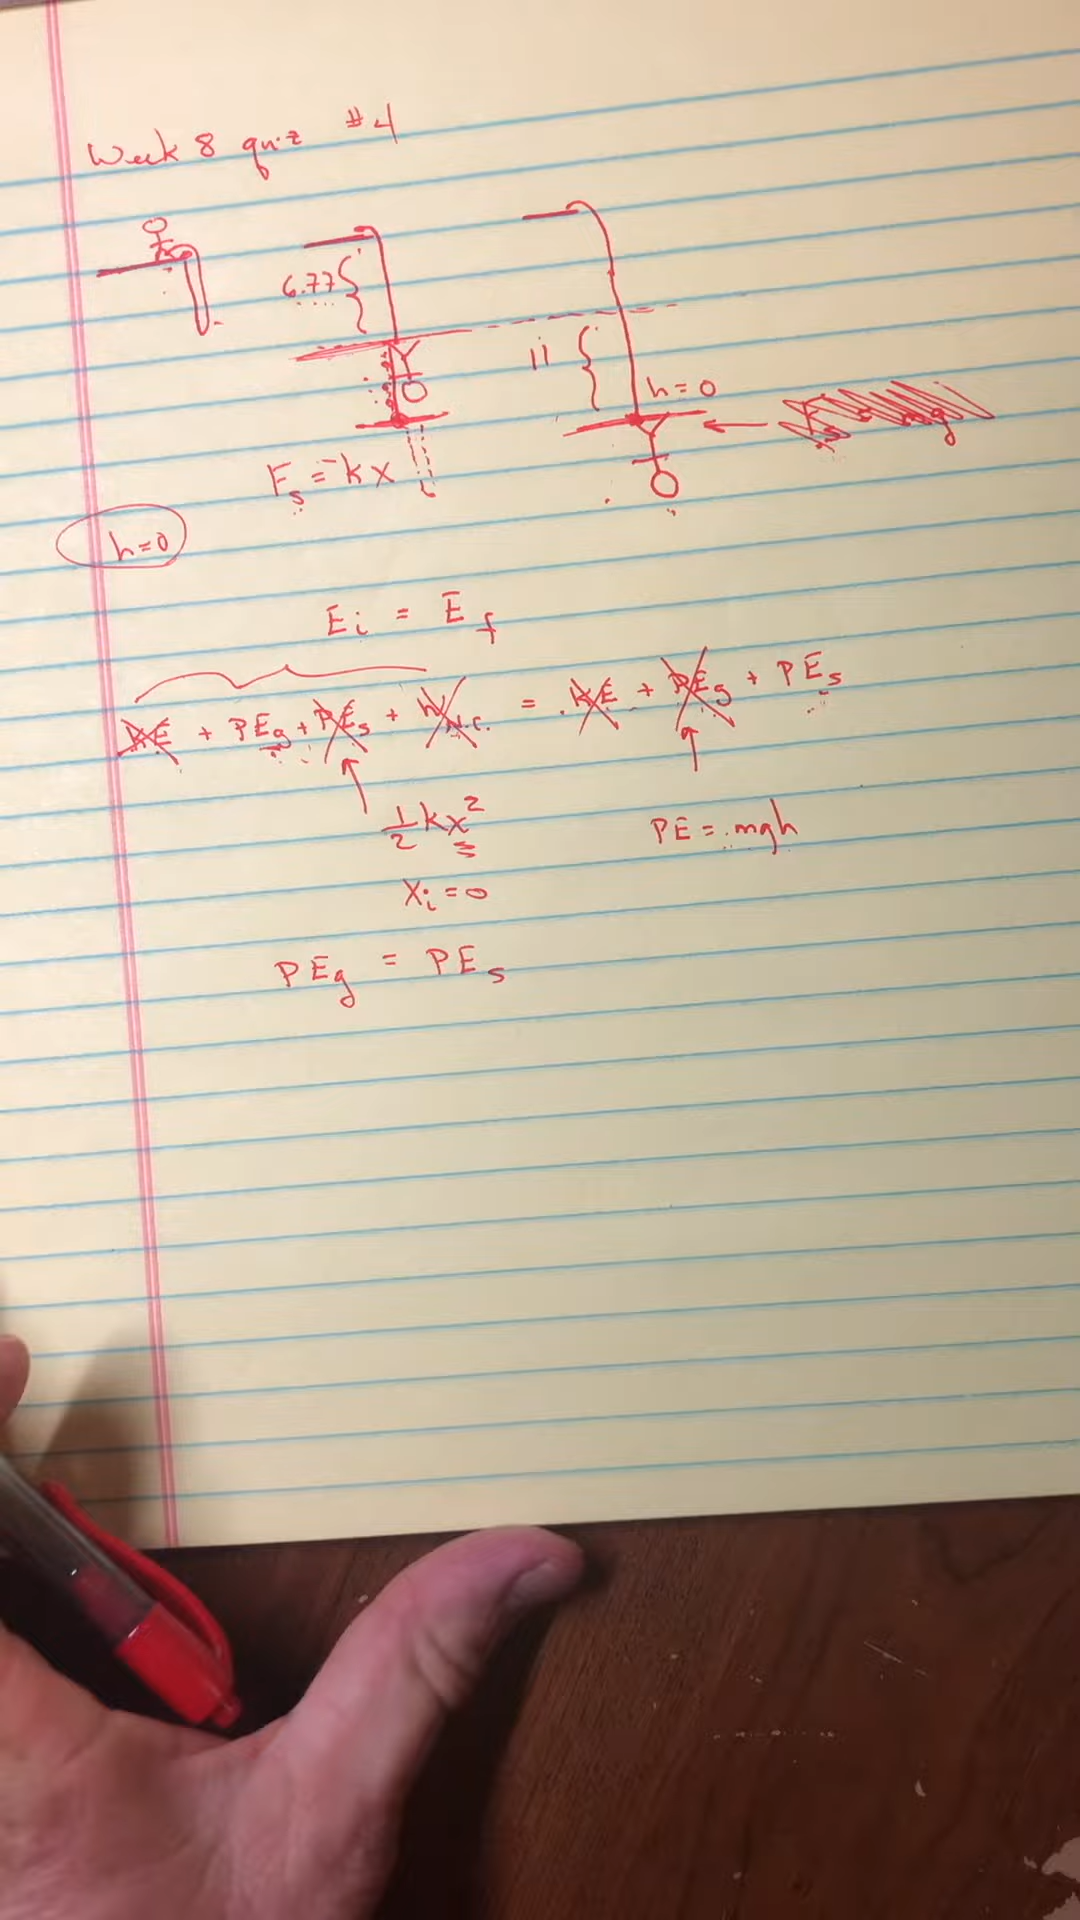 Week 8 quiz #4
6.77
11
h=0
Fs = -kx
h=0
Ei = Ef
KE + PEg + PEs + WN.C. = KE + PEg + PEs
1/2 kx²
PE = mgh
xi = 0
PEg = PEs